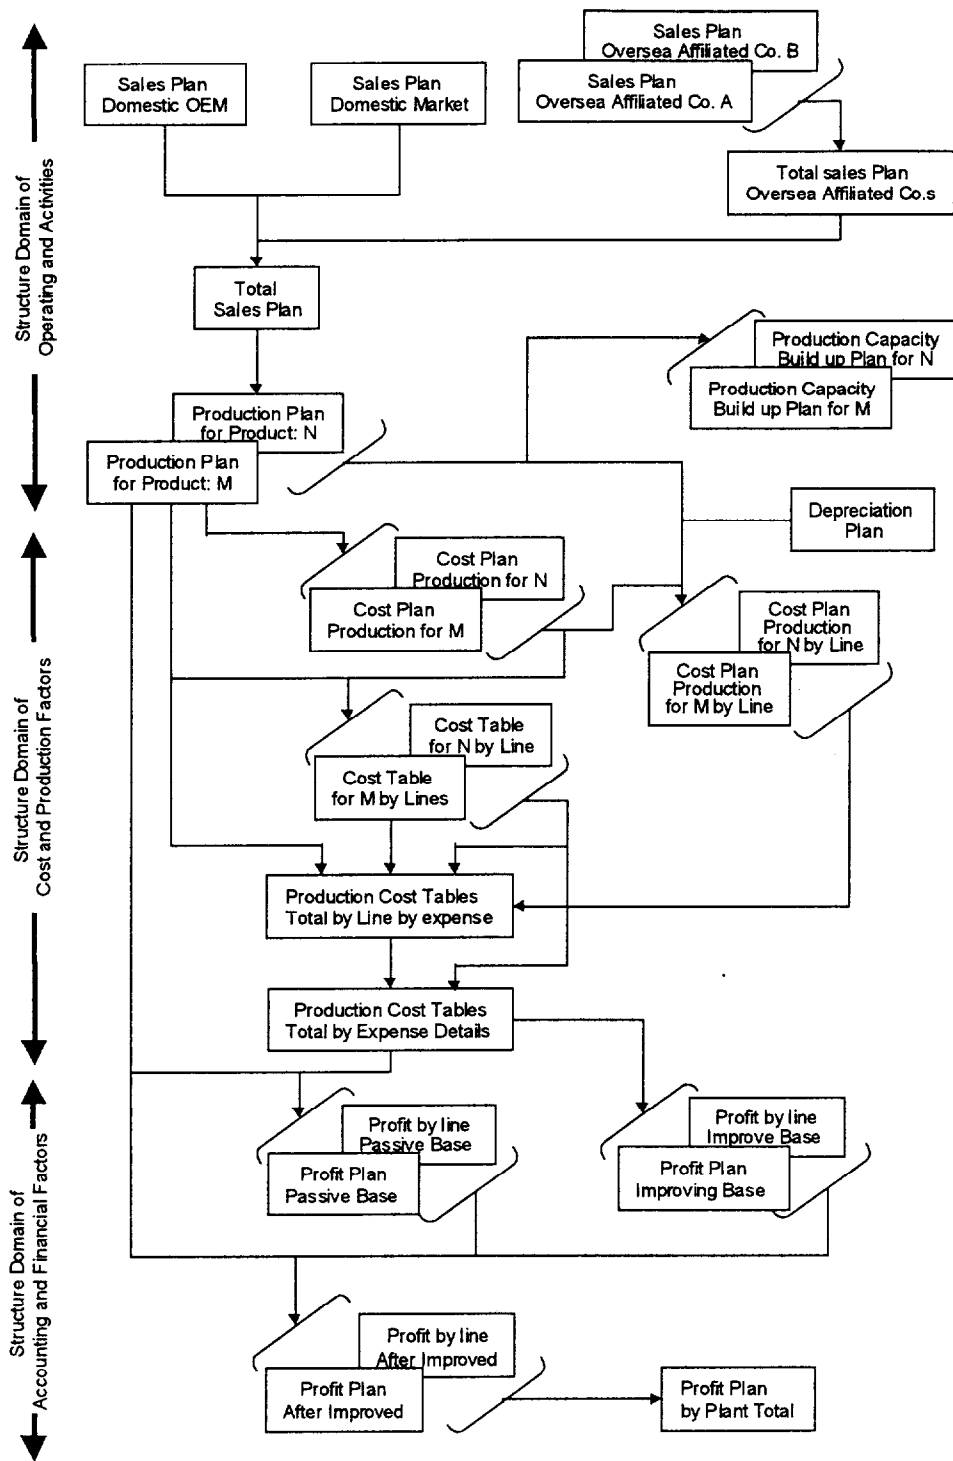 Sales Plan
Oversea Affiliated Co. B
Sales Plan
Domestic OEM
Sales Plan
Domestic Market
Sales Plan
Oversea Affiliated Co. A
Total sales Plan
Oversea Affiliated Co.s
Structure Domain of
Operating and Activities
Total
Sales Plan
Production Capacity
Build up Plan for N
Production Capacity
Build up Plan for M
Production Plan
for Product: N
Production Plan
for Product: M
Depreciation
Plan
Structure Domain of
Cost and Production Factors
Cost Plan
Production for N
Cost Plan
Production for M
Cost Plan
Production
for N by Line
Cost Plan
Production
for M by Line
Cost Table
for N by Line
Cost Table
for M by Lines
Production Cost Tables
Total by Line by expense
Production Cost Tables
Total by Expense Details
Structure Domain of
Accounting and Financial Factors
Profit by line
Passive Base
Profit Plan
Passive Base
Profit by line
Improve Base
Profit Plan
Improving Base
Profit by line
After Improved
Profit Plan
After Improved
Profit Plan
by Plant Total